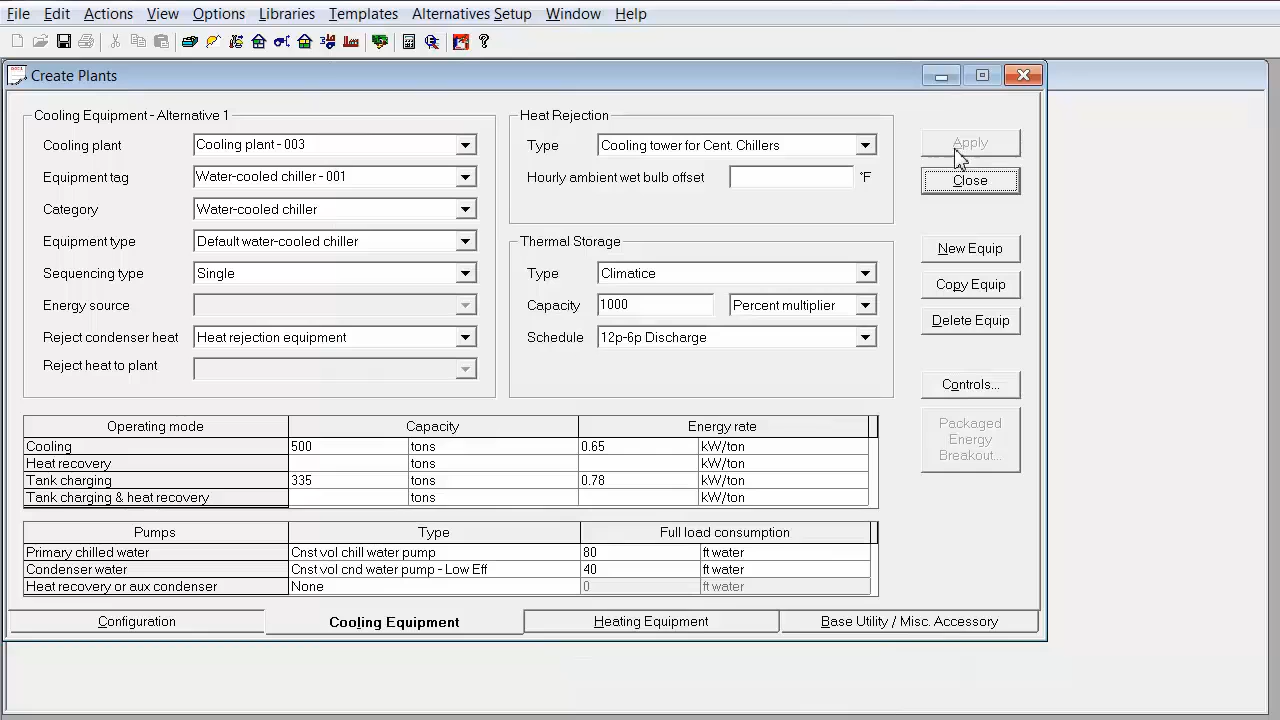 File Edit Actions View Options Libraries Templates Alternatives Setup Window Help
Create Plants
Cooling Equipment - Alternative 1
Cooling plant Cooling plant - 003
Equipment tag Water-cooled chiller - 001
Category Water-cooled chiller
Equipment type Default water-cooled chiller
Sequencing type Single
Energy source
Reject condenser heat Heat rejection equipment
Reject heat to plant
Heat Rejection
Type Cooling tower for Cent. Chillers
Hourly ambient wet bulb offset °F
Thermal Storage
Type Climatice
Capacity 1000 Percent multiplier
Schedule 12p-6p Discharge
Apply
Close
New Equip
Copy Equip
Delete Equip
Controls...
Packaged
Energy
Breakout...
Operating mode Capacity Energy rate
Cooling 500 tons 0.65 kW/ton
Heat recovery tons kW/ton
Tank charging 335 tons 0.78 kW/ton
Tank charging & heat recovery tons kW/ton
Pumps Type Full load consumption
Primary chilled water Cnst vol chill water pump 80 ft water
Condenser water Cnst vol cnd water pump - Low Eff 40 ft water
Heat recovery or aux condenser None 0 ft water
Configuration Cooling Equipment Heating Equipment Base Utility / Misc. Accessory